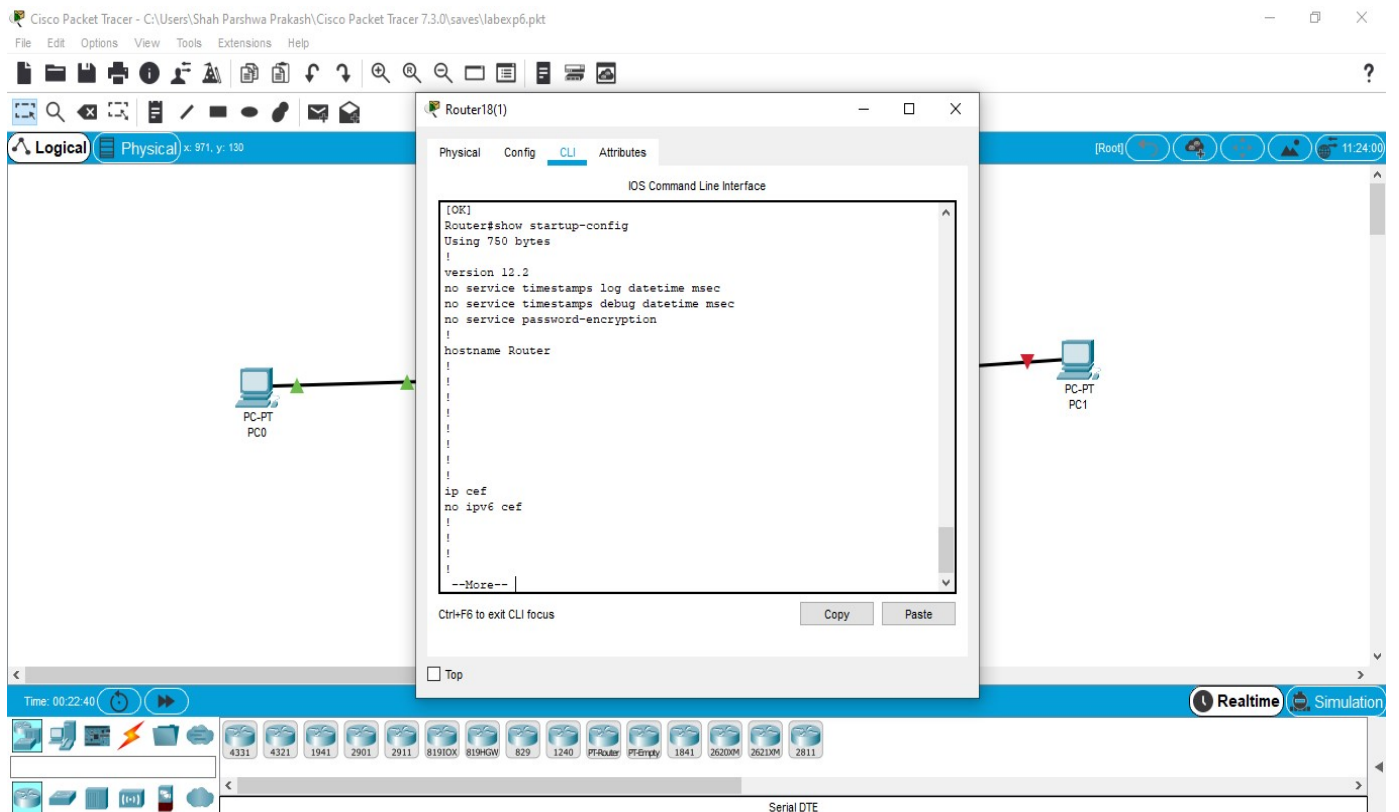 Cisco Packet Tracer - C:\Users\Shah Parshwa Prakash\Cisco Packet Tracer 7.3.0\saves\labexp6.pkt
File Edit Options View Tools Extensions Help
?
Router18(1)
Logical Physical x: 971, y: 130
[Root] 11:24:00
Physical Config CLI Attributes
IOS Command Line Interface
[OK]
Router#show startup-config
Using 750 bytes
!
version 12.2
no service timestamps log datetime msec
no service timestamps debug datetime msec
no service password-encryption
!
hostname Router
!
!
!
!
!
!
!
!
ip cef
no ipv6 cef
!
!
!
!
--More--
PC-PT
PC0
PC-PT
PC1
Ctrl+F6 to exit CLI focus
Copy Paste
Top
Time: 00:22:40
Realtime Simulation
4331 4321 1941 2901 2911 819IOX 819HGW 829 1240 PT-Router PT-Empty 1841 2620XM 2621XM 2811
Serial DTE